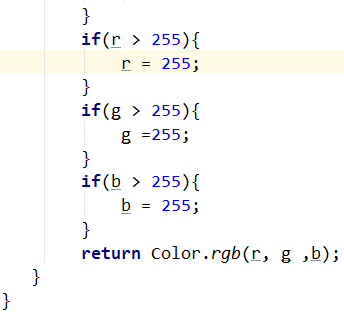 }
if(r > 255){
r = 255;
}
if(g > 255){
g =255;
}
if(b > 255){
b = 255;
}
return Color.rgb(r, g ,b);
}
}